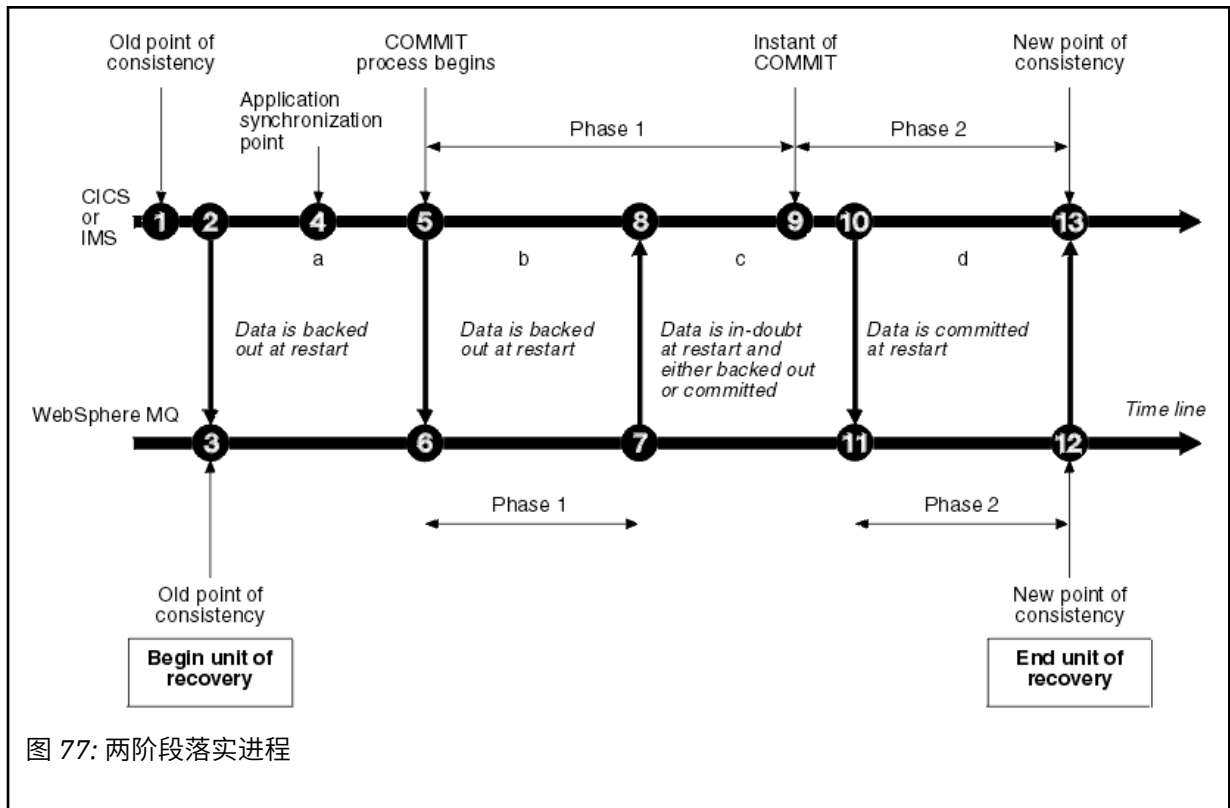 Old point of
consistency
COMMIT
process begins
Instant of
COMMIT
New point of
consistency
Application
synchronization
point
Phase 1
Phase 2
CICS
or
IMS
1
2
4
5
8
9
10
13
a
b
c
d
Data is backed
out at restart
Data is backed
out at restart
Data is in-doubt
at restart and
either backed out
or committed
Data is committed
at restart
WebSphere MQ
Time line
3
6
7
11
12
Phase 1
Phase 2
Old point of
consistency
New point of
consistency
Begin unit of
recovery
End unit of
recovery
图 77: 两阶段落实进程